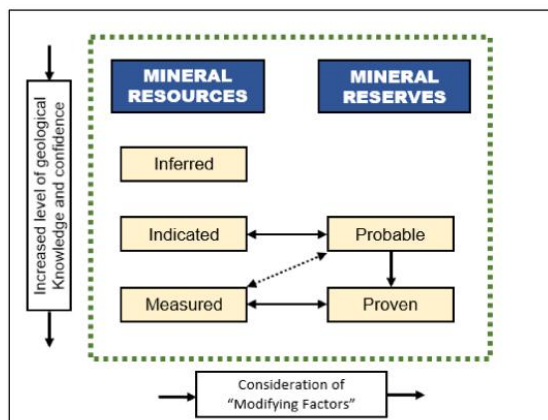 MINERAL
RESOURCES
MINERAL
RESERVES
Increased level of geological
Knowledge and confidence
Inferred
Indicated
Probable
Measured
Proven
Consideration of
“Modifying Factors”